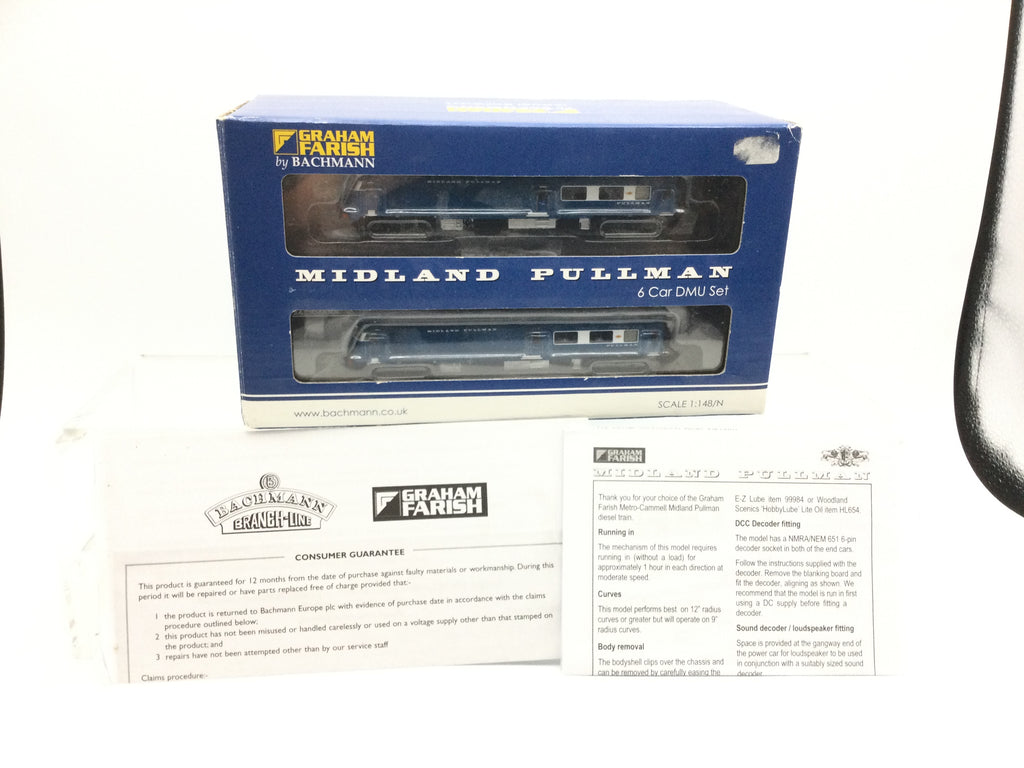 GRAHAM
FARISH
by BACHMANN
MIDLAND PULLMAN
PULLMAN
MIDLAND PULLMAN
6 Car DMU Set
MIDLAND PULLMAN
PULLMAN
www.bachmann.co.uk
SCALE 1:148/N
BACHMANN
BRANCH-LINE
GRAHAM
FARISH
CONSUMER GUARANTEE
This product is guaranteed for 12 months from the date of purchase against faulty materials or workmanship. During this
period it will be repaired or have parts replaced free of charge provided that:-
1 the product is returned to Bachmann Europe plc with evidence of purchase date in accordance with the claims
procedure outlined below;
2 this product has not been misused or handled carelessly or used on a voltage supply other than that stamped on
the product; and
3 repairs have not been attempted other than by our service staff
Claims procedure:-
GRAHAM
FARISH
MIDLAND PULLMAN
Thank you for your choice of the Graham
Farish Metro-Cammell Midland Pullman
diesel train.
Running in
The mechanism of this model requires
running in (without a load) for
approximately 1 hour in each direction at
moderate speed.
Curves
This model performs best on 12" radius
curves or greater but will operate on 9"
radius curves.
Body removal
The bodyshell clips over the chassis and
can be removed by carefully easing the
E-Z Lube item 99984 or Woodland
Scenics 'HobbyLube' Lite Oil item HL654.
DCC Decoder fitting
The model has a NMRA/NEM 651 6-pin
decoder socket in both of the end cars.
Follow the instructions supplied with the
decoder. Remove the blanking board and
fit the decoder, aligning as shown. We
recommend that the model is run in first
using a DC supply before fitting a
decoder.
Sound decoder / loudspeaker fitting
Space is provided at the gangway end of
the power car for loudspeaker to be used
in conjunction with a suitably sized sound
decoder.